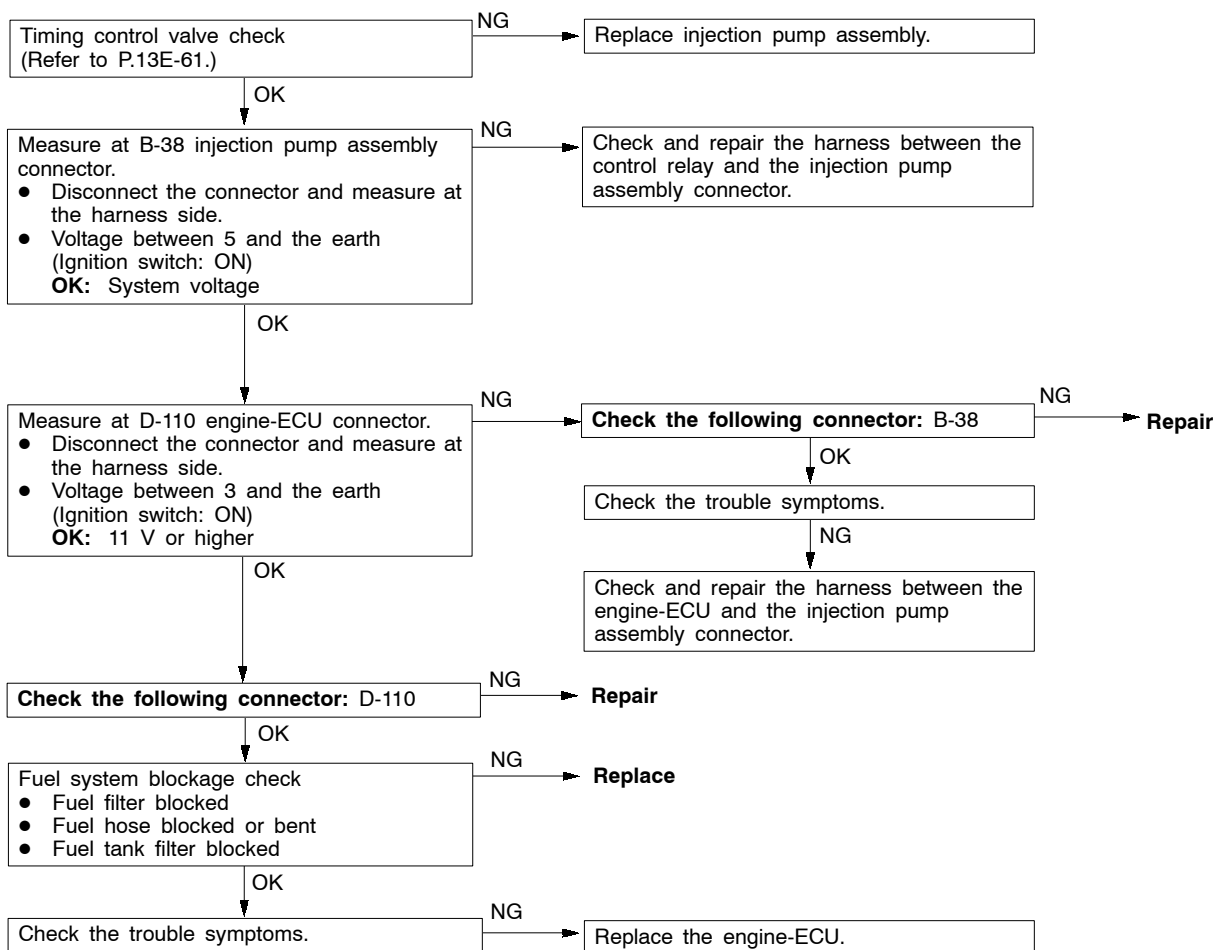 Timing control valve check
(Refer to P.13E-61.)
NG
Replace injection pump assembly.
OK
Measure at B-38 injection pump assembly
connector.
● Disconnect the connector and measure at
the harness side.
● Voltage between 5 and the earth
(Ignition switch: ON)
OK: System voltage
NG
Check and repair the harness between the
control relay and the injection pump
assembly connector.
OK
Measure at D-110 engine-ECU connector.
● Disconnect the connector and measure at
the harness side.
● Voltage between 3 and the earth
(Ignition switch: ON)
OK: 11 V or higher
NG
Check the following connector: B-38
NG
Repair
OK
Check the trouble symptoms.
NG
Check and repair the harness between the
engine-ECU and the injection pump
assembly connector.
OK
Check the following connector: D-110
NG
Repair
OK
Fuel system blockage check
● Fuel filter blocked
● Fuel hose blocked or bent
● Fuel tank filter blocked
NG
Replace
OK
Check the trouble symptoms.
NG
Replace the engine-ECU.